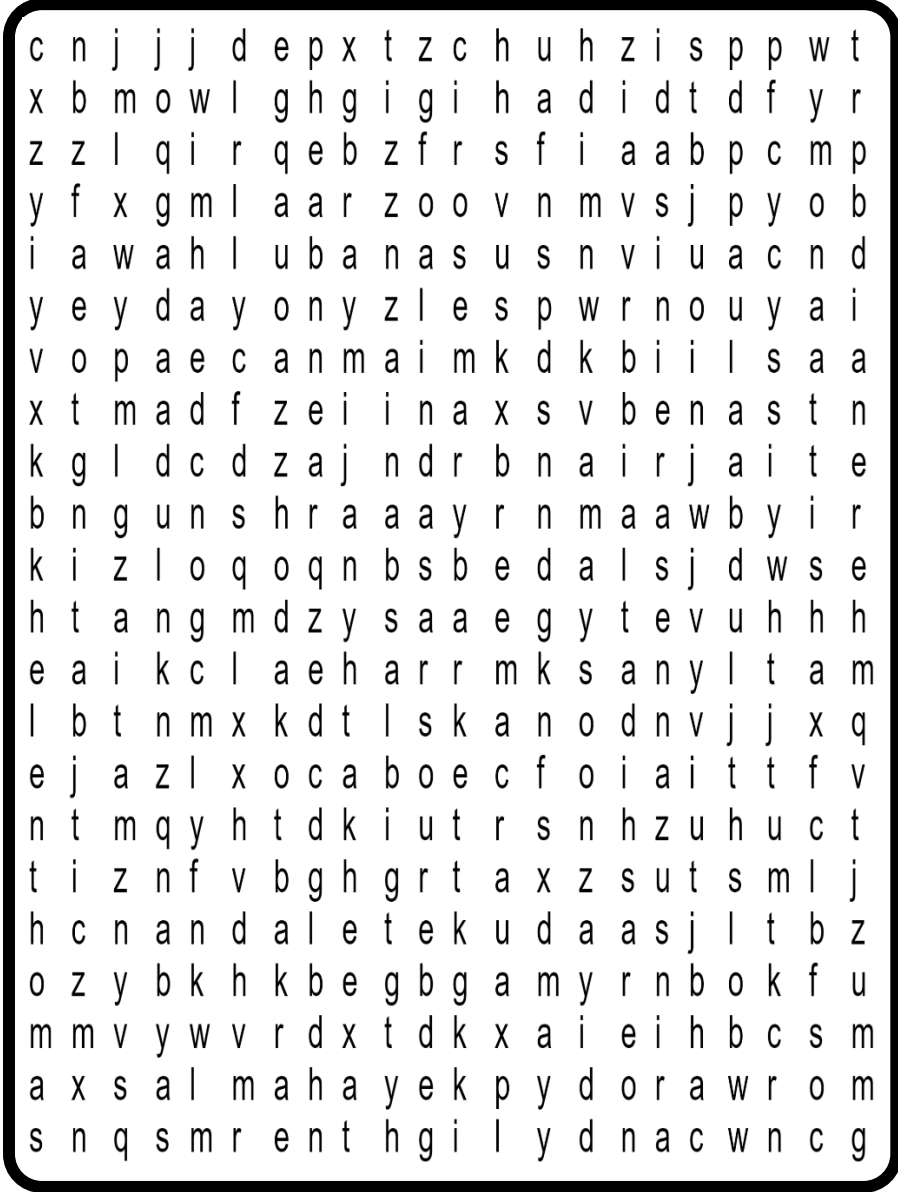 c n j j j d e p x t z c h u h z i s p p w t
x b m o w l g h g i g i h a d i d t d f y r
z z l q i r q e b z f r s f i a a b p c m p
y f x g m l a a r z o o v n m v s j p y o b
i a w a h l u b a n a s u s n v i u a c n d
y e y d a y o n y z l e s p w r n o u y a i
v o p a e c a n m a i m k d k b i i l s a a
x t m a d f z e i i n a x s v b e n a s t n
k g l d c d z a j n d r b n a i r j a i t e
b n g u n s h r a a a y r n m a a w b y i r
k i z l o q o q n b s b e d a l s j d w s e
h t a n g m d z y s a a e g y t e v u h h h
e a i k c l a e h a r r m k s a n y l t a m
l b t n m x k d t l s k a n o d n v j j x q
e j a z l x o c a b o e c f o i a i t t f v
n t m q y h t d k i u t r s n h z u h u c t
t i z n f v b g h g r t a x z s u t s m l j
h c n a n d a l e t e k u d a a s j l t b z
o z y b k h k b e g b g a m y r n b o k f u
m m v y w v r d x t d k x a i e i h b c s m
a x s a l m a h a y e k p y d o r a w r o m
s n q s m r e n t h g i l y d n a c w n c g